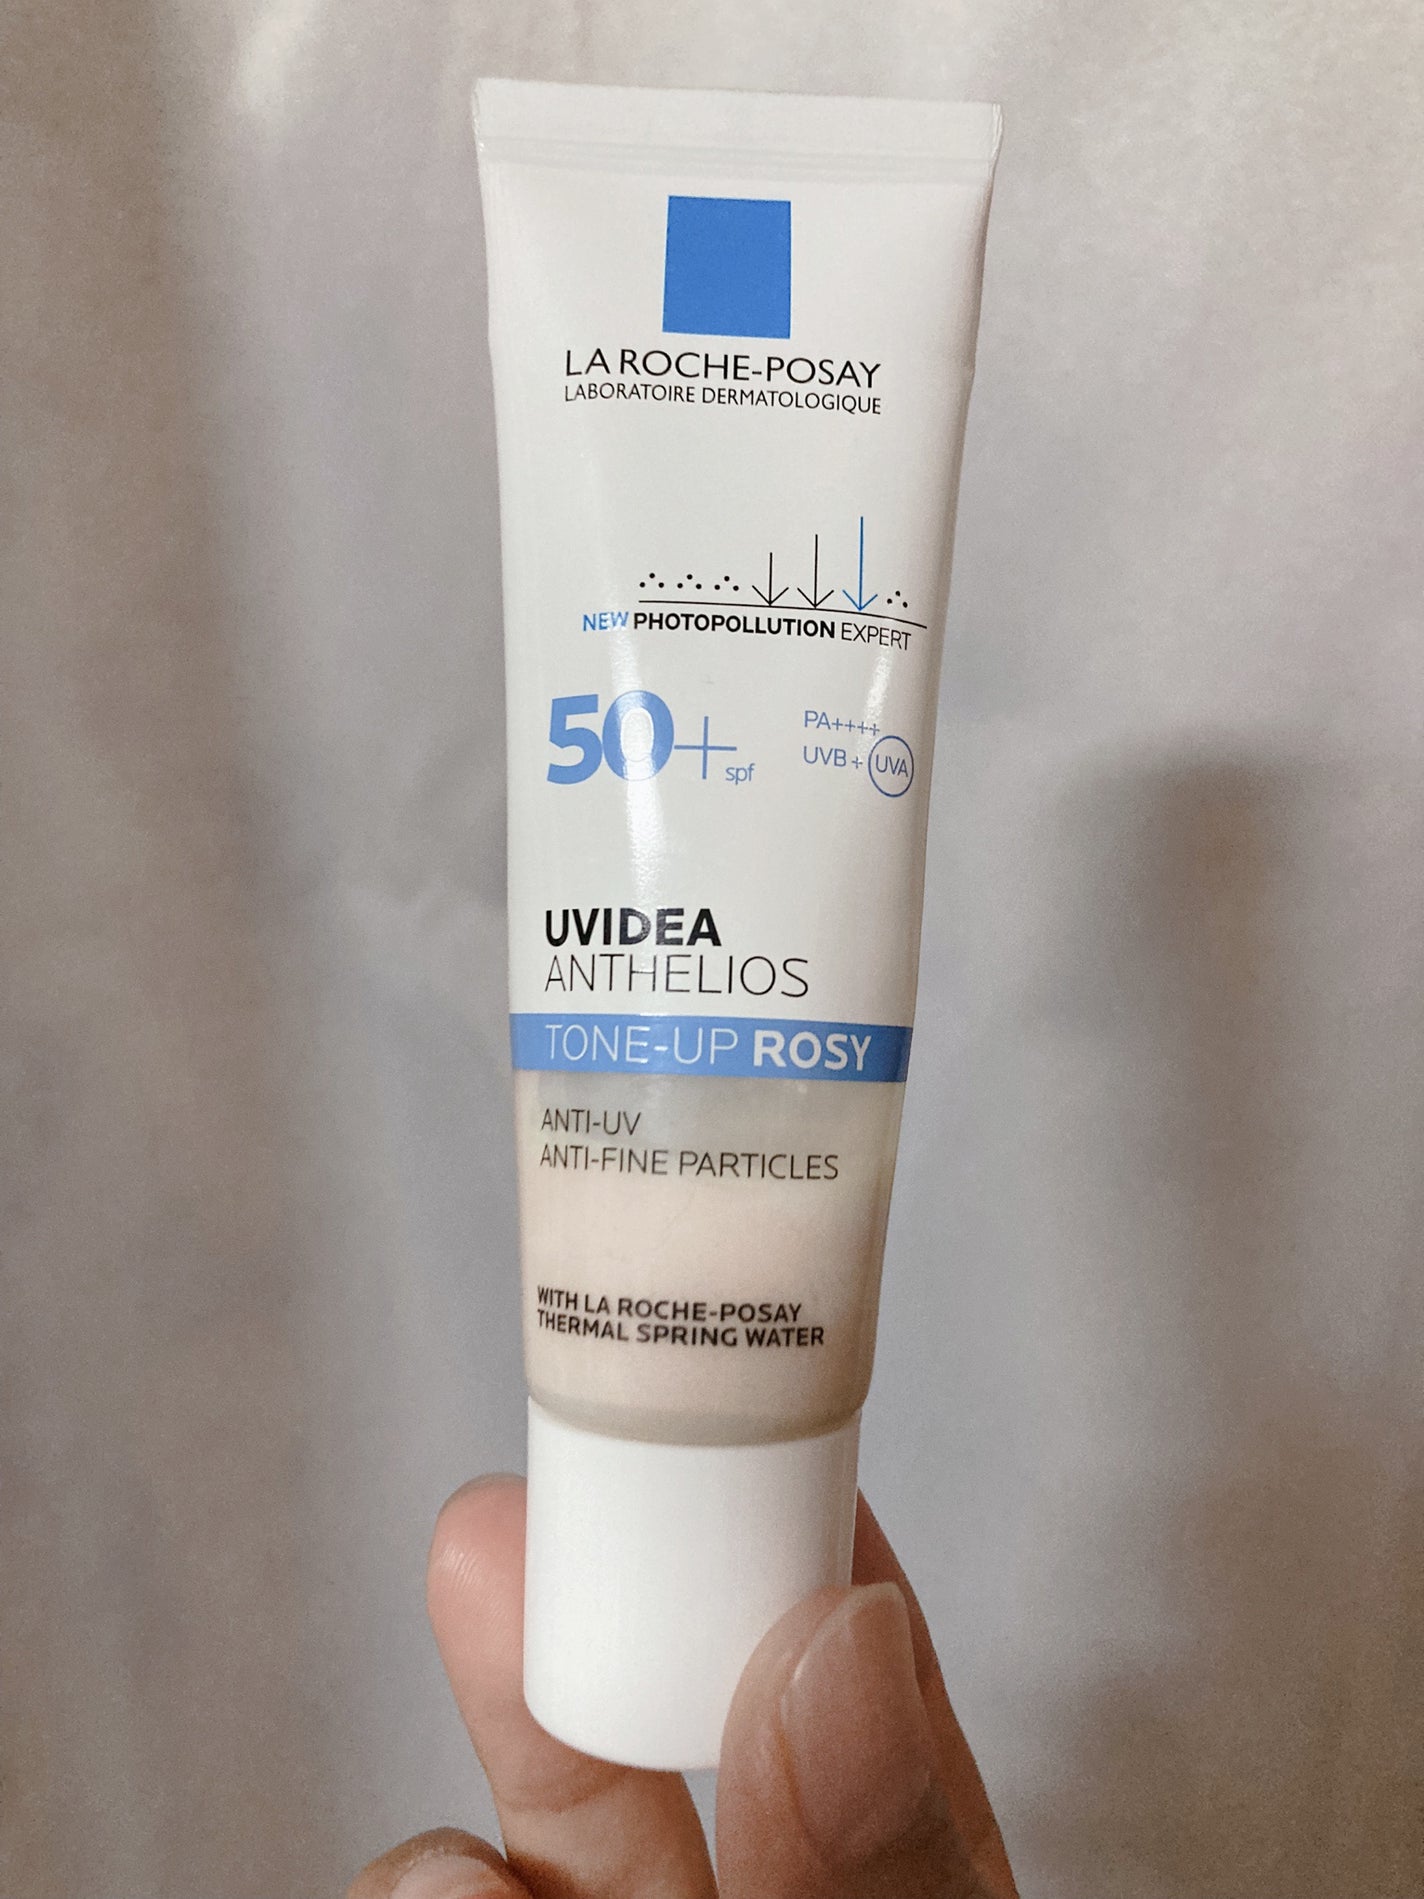 LA ROCHE-POSAY
LABORATOIRE DERMATOLOGIQUE
NEW PHOTOPOLLUTION EXPERT
50+ spf
PA++++
UVB + UVA
UVIDEA
ANTHELIOS
TONE-UP ROSY
ANTI-UV
ANTI-FINE PARTICLES
WITH LA ROCHE-POSAY
THERMAL SPRING WATER